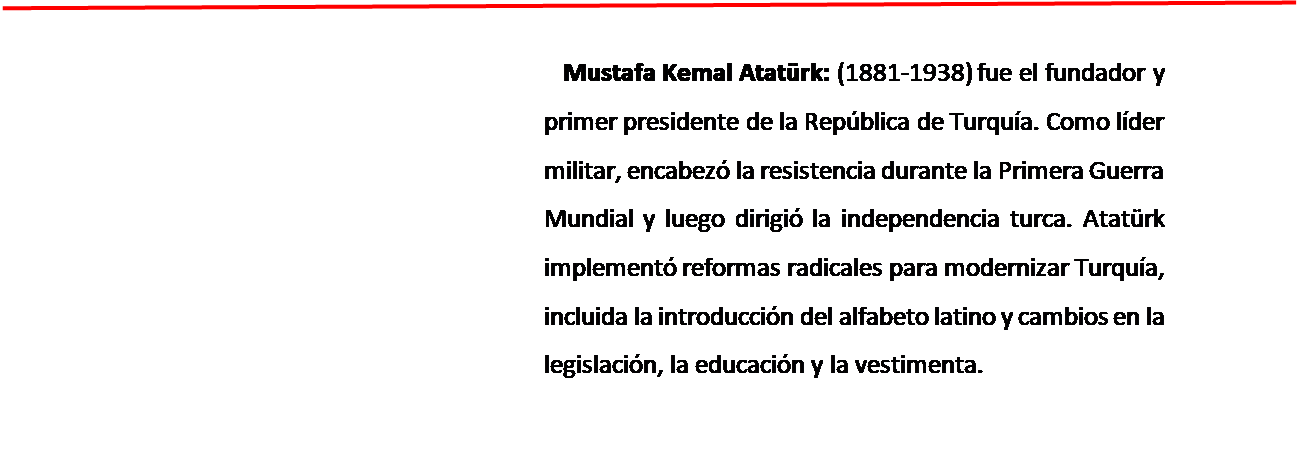 Mustafa Kemal Atatürk: (1881-1938) fue el fundador y
primer presidente de la República de Turquía. Como líder
militar, encabezó la resistencia durante la Primera Guerra
Mundial y luego dirigió la independencia turca. Atatürk
implementó reformas radicales para modernizar Turquía,
incluida la introducción del alfabeto latino y cambios en la
legislación, la educación y la vestimenta.